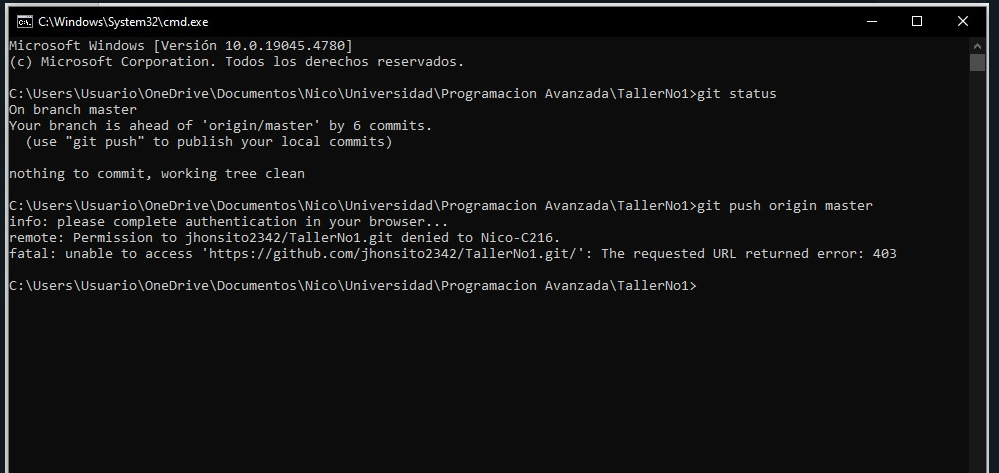 C:\Windows\System32\cmd.exe
Microsoft Windows [Versión 10.0.19045.4780]
(c) Microsoft Corporation. Todos los derechos reservados.
C:\Users\Usuario\OneDrive\Documentos\Nico\Universidad\Programacion Avanzada\TallerNo1>git status
On branch master
Your branch is ahead of 'origin/master' by 6 commits.
  (use "git push" to publish your local commits)
nothing to commit, working tree clean
C:\Users\Usuario\OneDrive\Documentos\Nico\Universidad\Programacion Avanzada\TallerNo1>git push origin master
info: please complete authentication in your browser...
remote: Permission to jhonsito2342/TallerNo1.git denied to Nico-C216.
fatal: unable to access 'https://github.com/jhonsito2342/TallerNo1.git/': The requested URL returned error: 403
C:\Users\Usuario\OneDrive\Documentos\Nico\Universidad\Programacion Avanzada\TallerNo1>